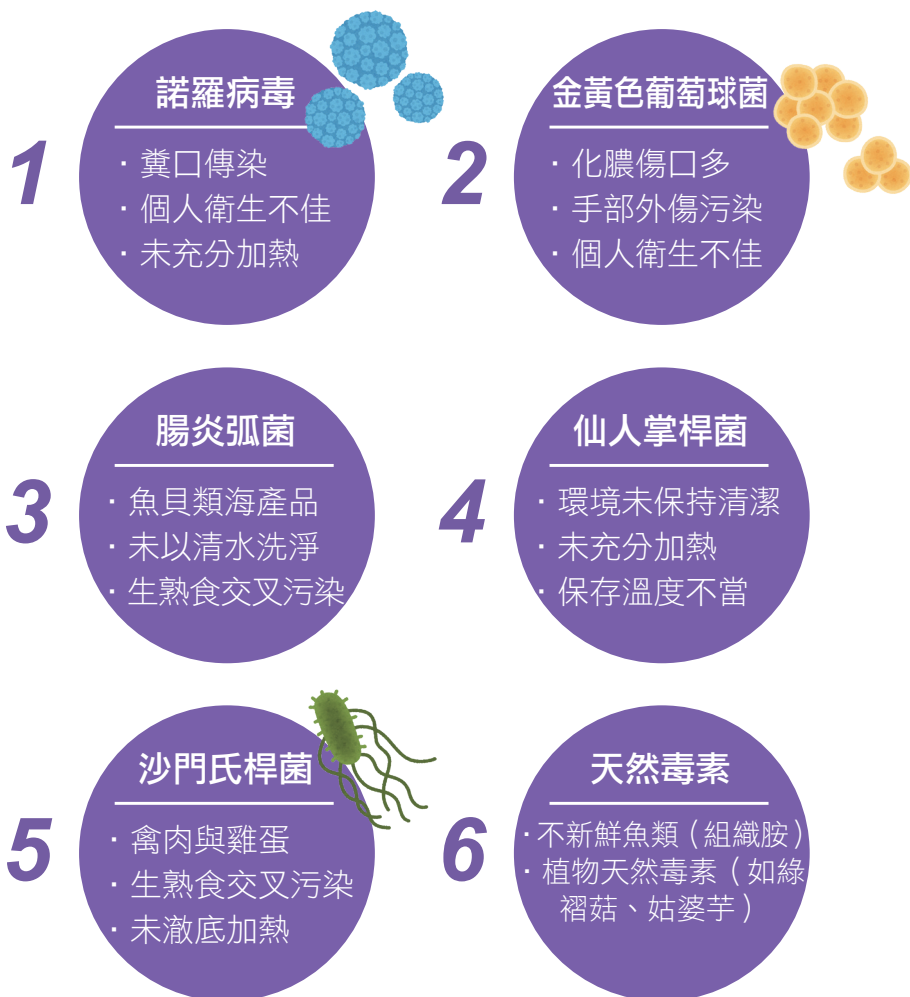 1
諾羅病毒
· 糞口傳染
· 個人衛生不佳
· 未充分加熱
2
金黃色葡萄球菌
· 化膿傷口多
· 手部外傷污染
· 個人衛生不佳
3
腸炎弧菌
· 魚貝類海產品
· 未以清水洗淨
· 生熟食交叉污染
4
仙人掌桿菌
· 環境未保持清潔
· 未充分加熱
· 保存溫度不當
5
沙門氏桿菌
· 禽肉與雞蛋
· 生熟食交叉污染
· 未澈底加熱
6
天然毒素
· 不新鮮魚類（組織胺）
· 植物天然毒素（如綠
褶菇、姑婆芋）